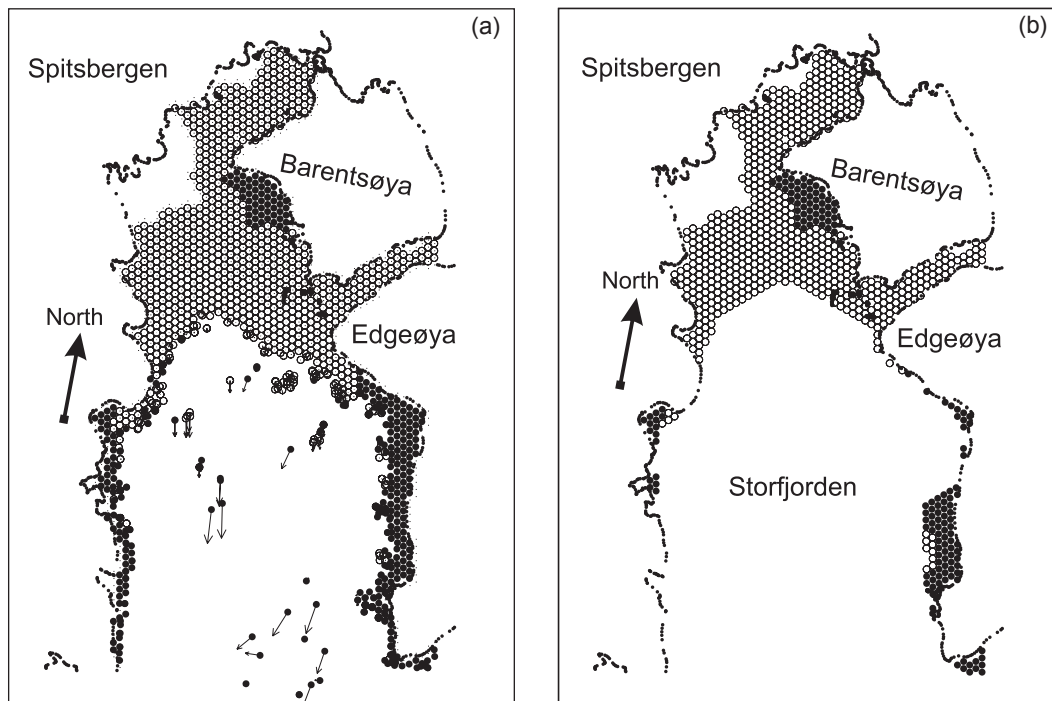 (a)
Spitsbergen
Barentsøya
North
Edgeøya
(b)
Spitsbergen
Barentsøya
North
Edgeøya
Storfjorden